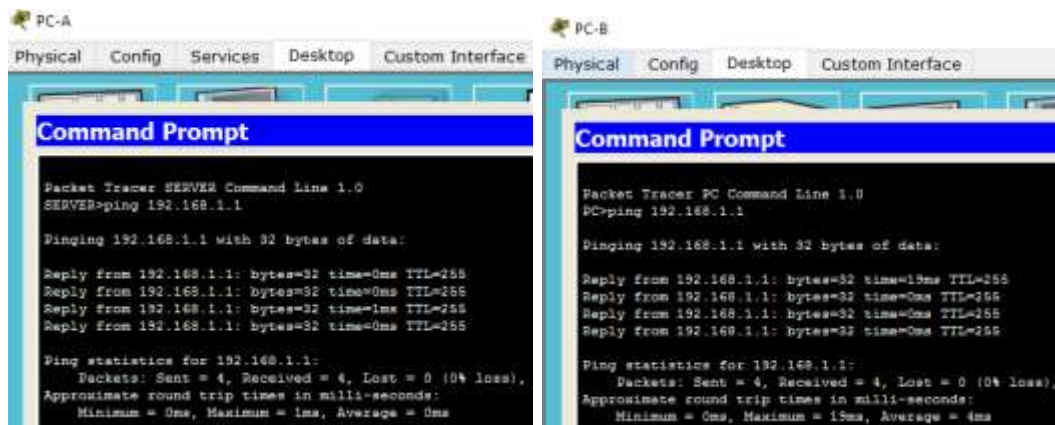 PC-A
Physical Config Services Desktop Custom Interface
Command Prompt
Packet Tracer SERVER Command Line 1.0
SERVER>ping 192.168.1.1
Pinging 192.168.1.1 with 32 bytes of data:
Reply from 192.168.1.1: bytes=32 time=0ms TTL=255
Reply from 192.168.1.1: bytes=32 time=0ms TTL=255
Reply from 192.168.1.1: bytes=32 time=1ms TTL=255
Reply from 192.168.1.1: bytes=32 time=0ms TTL=255
Ping statistics for 192.168.1.1:
Packets: Sent = 4, Received = 4, Lost = 0 (0% loss),
Approximate round trip times in milli-seconds:
Minimum = 0ms, Maximum = 1ms, Average = 0ms
PC-B
Physical Config Desktop Custom Interface
Command Prompt
Packet Tracer PC Command Line 1.0
PC>ping 192.168.1.1
Pinging 192.168.1.1 with 32 bytes of data:
Reply from 192.168.1.1: bytes=32 time=19ms TTL=255
Reply from 192.168.1.1: bytes=32 time=0ms TTL=255
Reply from 192.168.1.1: bytes=32 time=0ms TTL=255
Reply from 192.168.1.1: bytes=32 time=0ms TTL=255
Ping statistics for 192.168.1.1:
Packets: Sent = 4, Received = 4, Lost = 0 (0% loss),
Approximate round trip times in milli-seconds:
Minimum = 0ms, Maximum = 19ms, Average = 4ms